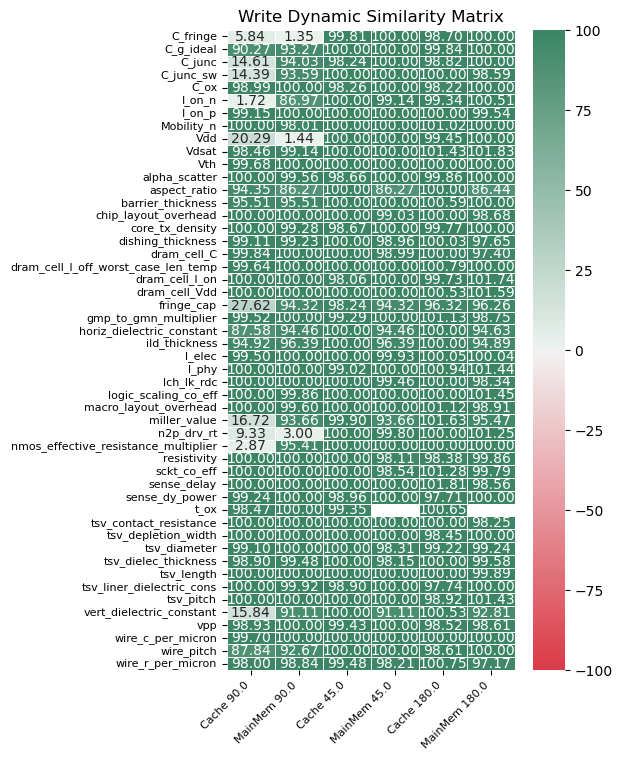 Write Dynamic Similarity Matrix
C_fringe 5.84 1.35 99.81 100.00 98.70 100.00
C_g_ideal 90.27 93.27 100.00 100.00 99.84 100.00
C_junc 14.61 94.03 98.24 100.00 98.82 100.00
C_junc_sw 14.39 93.59 100.00 100.00 100.00 98.59
C_ox 98.99 100.00 98.26 100.00 98.22 100.00
I_on_n 1.72 86.97 100.00 99.14 99.34 100.51
I_on_p 99.15 100.00 100.00 100.00 100.00 99.54
Mobility_n 100.00 98.01 100.00 100.00 101.02 100.00
Vdd 20.29 1.44 100.00 100.00 99.45 100.00
Vdsat 98.46 99.14 100.00 100.00 101.43 101.83
Vth 99.68 100.00 100.00 100.00 100.00 100.00
alpha_scatter 100.00 99.56 98.66 100.00 99.86 100.00
aspect_ratio 94.35 86.27 100.00 86.27 100.00 86.44
barrier_thickness 95.51 95.51 100.00 100.00 100.59 100.00
chip_layout_overhead 100.00 100.00 100.00 99.03 100.00 98.68
core_tx_density 100.00 99.28 98.67 100.00 99.77 100.00
dishing_thickness 99.11 99.23 100.00 98.96 100.03 97.65
dram_cell_C 99.84 100.00 100.00 98.99 100.00 97.40
dram_cell_I_off_worst_case_len_temp 99.64 100.00 100.00 100.00 100.79 100.00
dram_cell_I_on 100.00 100.00 98.06 100.00 99.73 101.74
dram_cell_Vdd 100.00 100.00 100.00 100.00 100.53 101.59
fringe_cap 27.62 94.32 98.24 94.32 96.32 96.26
gmp_to_gmn_multiplier 99.52 100.00 99.29 100.00 101.13 98.75
horiz_dielectric_constant 87.58 94.46 100.00 94.46 100.00 94.63
ild_thickness 94.92 96.39 100.00 96.39 100.00 94.89
l_elec 99.50 100.00 100.00 99.93 100.05 100.04
l_phy 100.00 100.00 99.02 100.00 100.94 101.44
lch_lk_rdc 100.00 100.00 100.00 99.46 100.00 98.34
logic_scaling_co_eff 100.00 99.86 100.00 100.00 100.00 101.45
macro_layout_overhead 100.00 99.60 100.00 100.00 101.12 98.91
miller_value 16.72 93.66 99.90 93.66 101.63 95.47
n2p_drv_rt 9.33 3.00 100.00 99.80 100.00 101.25
nmos_effective_resistance_multiplier 2.87 95.41 100.00 100.00 100.00 100.00
resistivity 100.00 100.00 100.00 98.11 98.38 99.86
sckt_co_eff 100.00 100.00 100.00 98.54 101.28 99.79
sense_delay 100.00 100.00 100.00 100.00 101.81 98.56
sense_dy_power 99.24 100.00 98.96 100.00 97.71 100.00
t_ox 98.47 100.00 99.35 100.65
tsv_contact_resistance 100.00 100.00 100.00 100.00 100.00 98.25
tsv_depletion_width 100.00 100.00 100.00 100.00 98.45 100.00
tsv_diameter 99.10 100.00 100.00 98.31 99.22 99.24
tsv_dielec_thickness 98.90 99.48 100.00 98.15 100.00 99.58
tsv_length 100.00 100.00 100.00 100.00 100.00 99.89
tsv_liner_dielectric_cons 100.00 99.92 98.90 100.00 97.74 100.00
tsv_pitch 100.00 100.00 100.00 100.00 98.92 101.43
vert_dielectric_constant 15.84 91.11 100.00 91.11 100.53 92.81
vpp 98.93 100.00 99.43 100.00 98.52 98.61
wire_c_per_micron 99.70 100.00 100.00 100.00 100.00 100.00
wire_pitch 87.84 92.67 100.00 100.00 98.61 100.00
wire_r_per_micron 98.00 98.84 99.48 98.21 100.75 97.17
Cache 90.0
MainMem 90.0
Cache 45.0
MainMem 45.0
Cache 180.0
MainMem 180.0
100
75
50
25
0
−25
−50
−75
−100